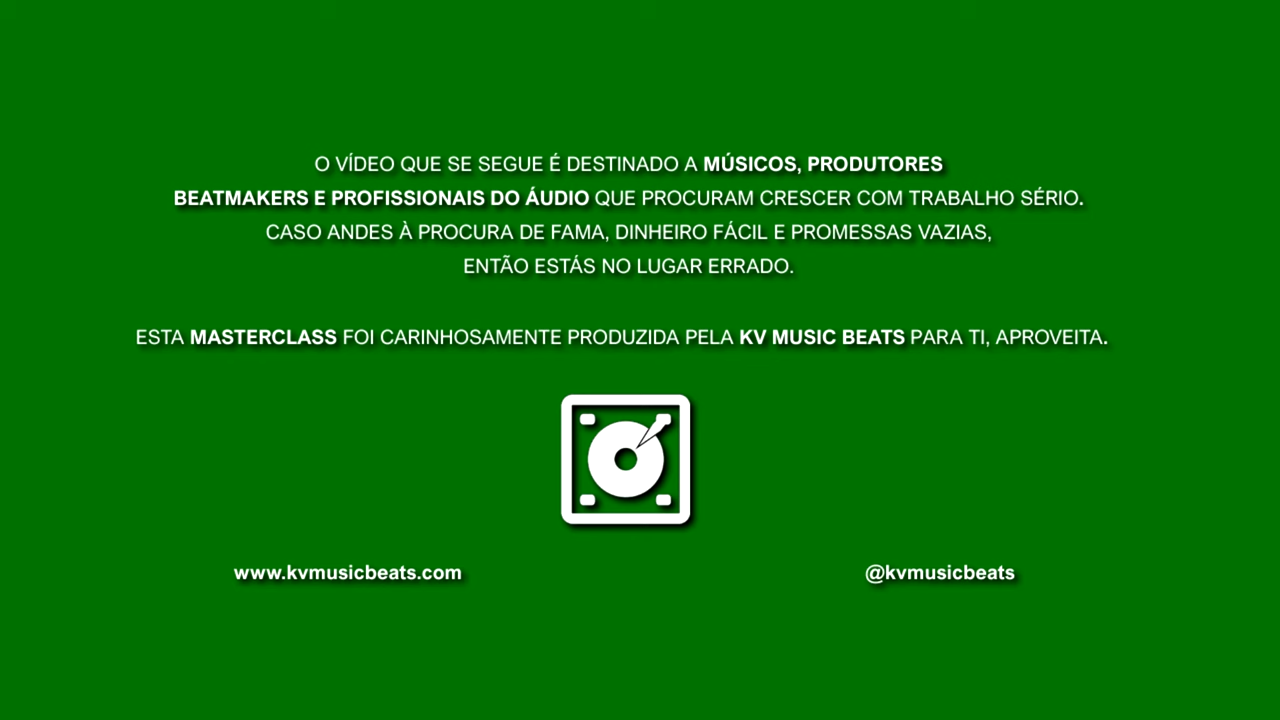 O VÍDEO QUE SE SEGUE É DESTINADO A MÚSICOS, PRODUTORES
BEATMAKERS E PROFISSIONAIS DO ÁUDIO QUE PROCURAM CRESCER COM TRABALHO SÉRIO.
CASO ANDES À PROCURA DE FAMA, DINHEIRO FÁCIL E PROMESSAS VAZIAS,
ENTÃO ESTÁS NO LUGAR ERRADO.
ESTA MASTERCLASS FOI CARINHOSAMENTE PRODUZIDA PELA KV MUSIC BEATS PARA TI, APROVEITA.
www.kvmusicbeats.com
@kvmusicbeats